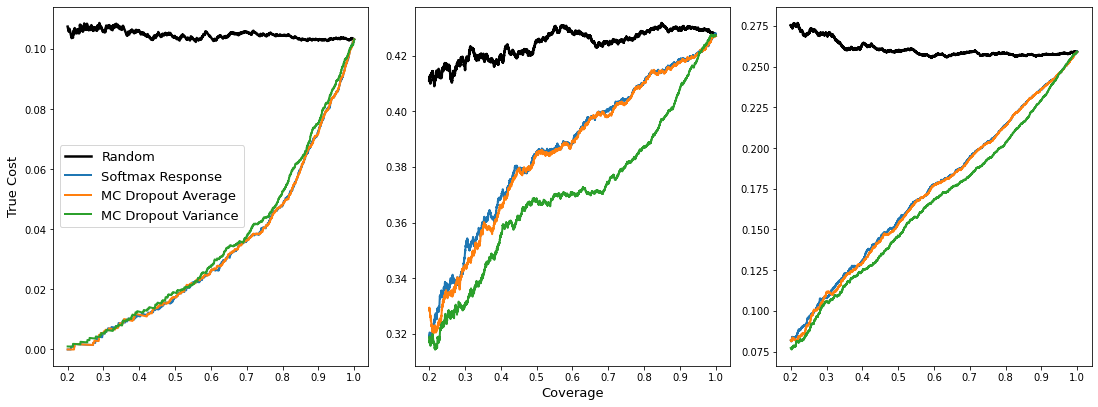 True Cost
0.10
0.08
0.06
0.04
0.02
0.00
Random
Softmax Response
MC Dropout Average
MC Dropout Variance
0.2 0.3 0.4 0.5 0.6 0.7 0.8 0.9 1.0
0.42
0.40
0.38
0.36
0.34
0.32
0.2 0.3 0.4 0.5 0.6 0.7 0.8 0.9 1.0
Coverage
0.275
0.250
0.225
0.200
0.175
0.150
0.125
0.100
0.075
0.2 0.3 0.4 0.5 0.6 0.7 0.8 0.9 1.0